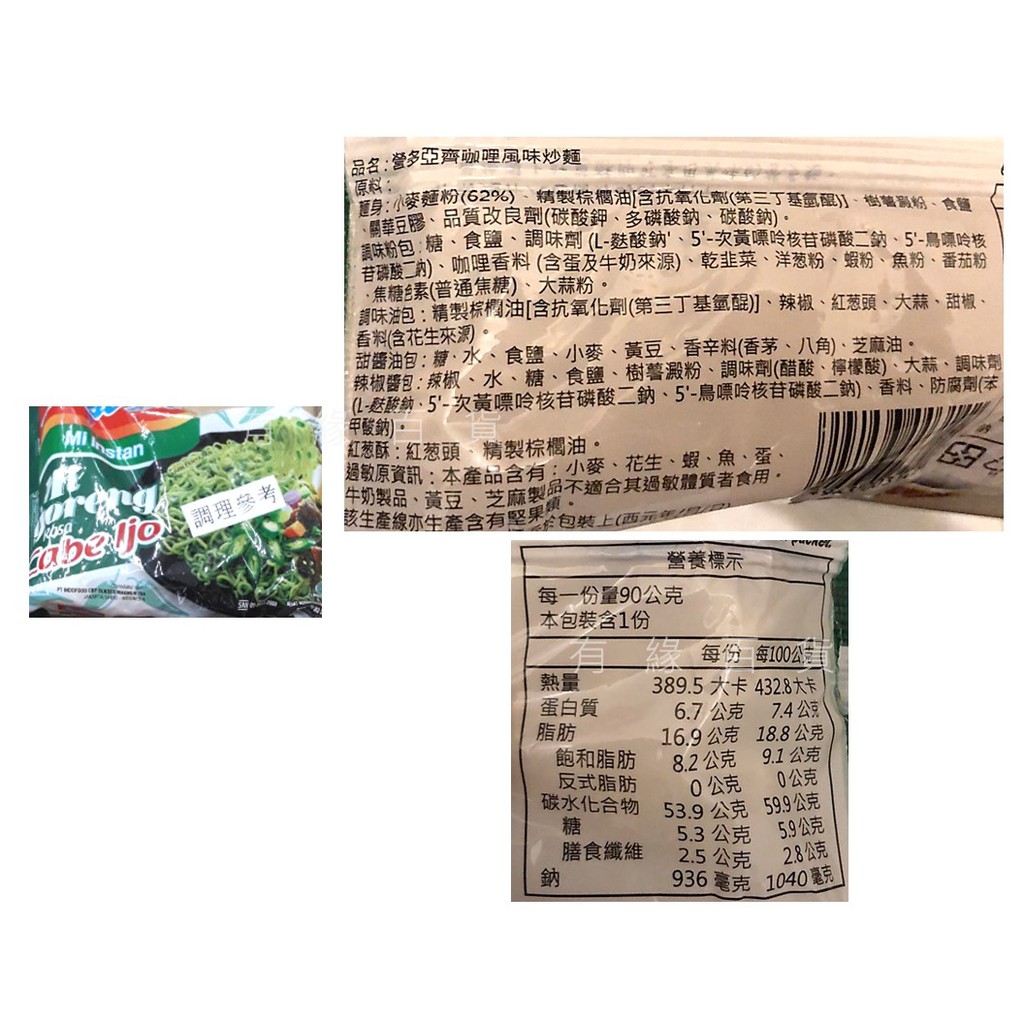 品名:營多亞齊咖哩風味炒麵
原料:
麵身:小麥麵粉(62%)、精製棕櫚油[含抗氧化劑(第三丁基氫醌)]、樹薯澱粉、食鹽
、關華豆膠、品質改良劑(碳酸鉀、多磷酸鈉、碳酸鈉)。
調味粉包:糖、食鹽、調味劑(L-麩酸鈉、5'-次黃嘌呤核苷磷酸二鈉、5'-鳥嘌呤核
苷磷酸二鈉)、咖哩香料(含蛋及牛奶來源)、乾韭菜、洋葱粉、蝦粉、魚粉、番茄粉
、焦糖色素(普通焦糖)、大蒜粉。
調味油包:精製棕櫚油[含抗氧化劑(第三丁基氫醌)]、辣椒、紅葱頭、大蒜、甜椒、
香料(含花生來源)。
甜醬油包:糖、水、食鹽、小麥、黃豆、香辛料(香茅、八角)、芝麻油。
辣椒醬包:辣椒、水、糖、食鹽、樹薯澱粉、調味劑(醋酸、檸檬酸)、大蒜、調味劑
(L-麩酸鈉、5'-次黃嘌呤核苷磷酸二鈉、5'-鳥嘌呤核苷磷酸二鈉)、香料、防腐劑(苯
甲酸鈉)。
紅葱酥:紅葱頭、精製棕櫚油。
過敏原資訊:本產品含有:小麥、花生、蝦、魚、蛋、
牛奶製品、黃豆、芝麻製品不適合其過敏體質者食用。
該生產線亦生產含有堅果類。
包裝上(西元年/月/日)
Mi Instan
Mi
goreng
Rasa
Cabe Ijo
調理參考
營養標示
每一份量90公克
本包裝含1份
每份 每100公克
熱量 389.5 大卡 432.8大卡
蛋白質 6.7 公克 7.4 公克
脂肪 16.9 公克 18.8 公克
飽和脂肪 8.2 公克 9.1 公克
反式脂肪 0 公克 0 公克
碳水化合物 53.9 公克 59.9 公克
糖 5.3 公克 5.9 公克
膳食纖維 2.5 公克 2.8 公克
鈉 936 毫克 1040 毫克
有緣百貨